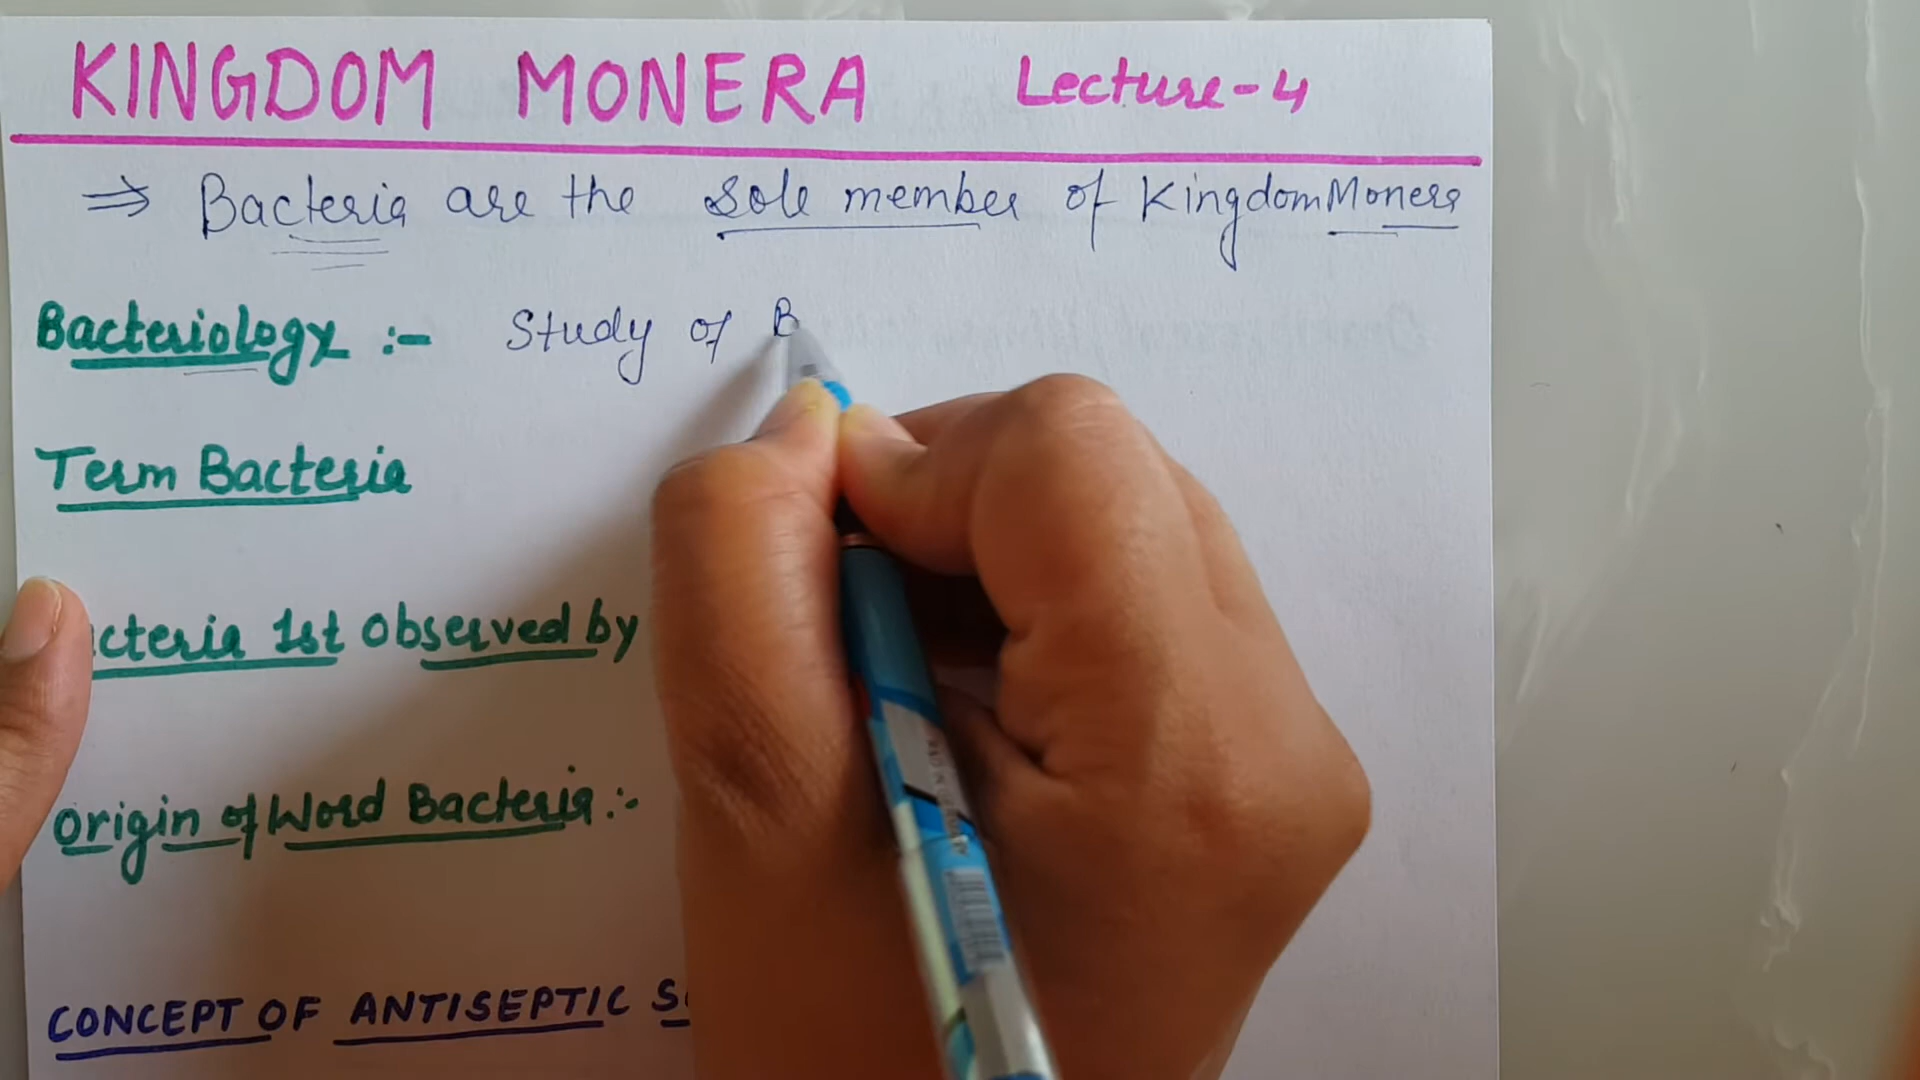 KINGDOM MONERA Lecture-4
⇒ Bacteria are the sole member of Kingdom Monera
Bacteriology :- Study of B
Term Bacteria
cteria 1st Observed by
Origin of Word Bacteria :-
CONCEPT OF ANTISEPTIC